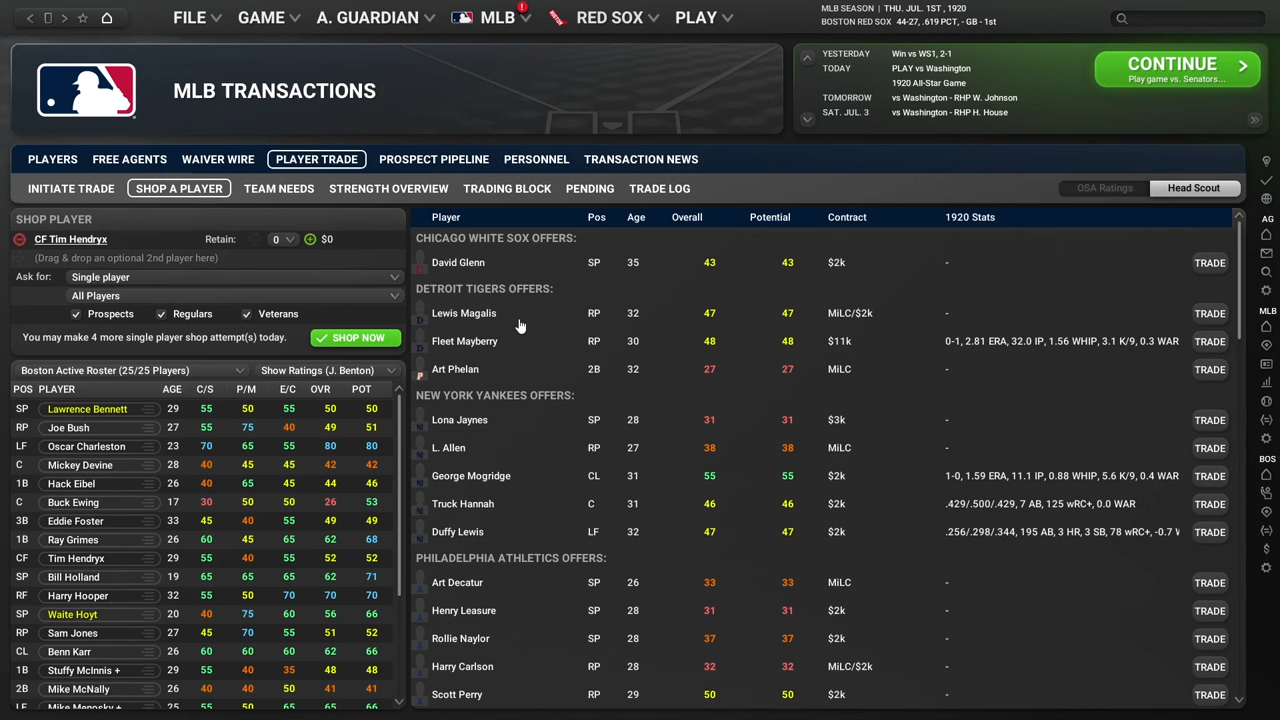 FILE GAME A. GUARDIAN MLB ! RED SOX PLAY
MLB SEASON | THU. JUL. 1ST , 1920
BOSTON RED SOX 44-27, .619 PCT, - GB - 1st
MLB TRANSACTIONS
YESTERDAY Win vs WS1, 2-1
TODAY PLAY vs Washington
1920 All-Star Game
TOMORROW vs Washington - RHP W. Johnson
SAT. JUL. 3 vs Washington - RHP H. House
CONTINUE
Play game vs. Senators...
PLAYERS FREE AGENTS WAIVER WIRE PLAYER TRADE PROSPECT PIPELINE PERSONNEL TRANSACTION NEWS
INITIATE TRADE SHOP A PLAYER TEAM NEEDS STRENGTH OVERVIEW TRADING BLOCK PENDING TRADE LOG OSA Ratings Head Scout
SHOP PLAYER
CF Tim Hendryx Retain: 0 $0
(Drag & drop an optional 2nd player here)
Ask for: Single player
All Players
Prospects Regulars Veterans
You may make 4 more single player shop attempt(s) today. SHOP NOW
Boston Active Roster (25/25 Players) Show Ratings (J. Benton)
POS PLAYER AGE C/S P/M E/C OVR POT
SP Lawrence Bennett 29 55 50 55 50 50
RP Joe Bush 27 55 75 40 49 51
LF Oscar Charleston 23 70 65 55 80 80
C Mickey Devine 28 40 45 45 42 42
1B Hack Eibel 26 40 65 45 44 46
C Buck Ewing 17 30 50 50 26 53
3B Eddie Foster 33 45 40 55 49 49
1B Ray Grimes 26 60 45 65 62 68
CF Tim Hendryx 29 55 40 55 52 52
SP Bill Holland 19 65 65 65 62 71
RF Harry Hooper 32 55 50 70 70 70
SP Waite Hoyt 20 40 75 60 56 66
RP Sam Jones 27 45 70 55 51 52
CL Benn Karr 26 60 60 60 62 66
1B Stuffy McInnis + 29 55 40 35 48 48
2B Mike McNally 26 40 40 50 41 41
LF Mike Menosky + 25 55 50 55 65 66
Player Pos Age Overall Potential Contract 1920 Stats
CHICAGO WHITE SOX OFFERS:
David Glenn SP 35 43 43 $2k - TRADE
DETROIT TIGERS OFFERS:
Lewis Magalis RP 32 47 47 MiLC/$2k - TRADE
Fleet Mayberry RP 30 48 48 $11k 0-1, 2.81 ERA, 32.0 IP, 1.56 WHIP, 3.1 K/9, 0.3 WAR TRADE
Art Phelan 2B 32 27 27 MiLC - TRADE
NEW YORK YANKEES OFFERS:
Lona Jaynes SP 28 31 31 $3k - TRADE
L. Allen RP 27 38 38 MiLC - TRADE
George Mogridge CL 31 55 55 $2k 1-0, 1.59 ERA, 11.1 IP, 0.88 WHIP, 5.6 K/9, 0.4 WAR TRADE
Truck Hannah C 31 46 46 $2k .429/.500/.429, 7 AB, 125 wRC+, 0.0 WAR TRADE
Duffy Lewis LF 32 47 47 $2k .256/.298/.344, 195 AB, 3 HR, 3 SB, 78 wRC+, -0.7 TRADE
PHILADELPHIA ATHLETICS OFFERS:
Art Decatur SP 26 33 33 MiLC - TRADE
Henry Leasure SP 28 31 31 $2k - TRADE
Rollie Naylor SP 28 37 37 $2k - TRADE
Harry Carlson RP 28 32 32 MiLC/$2k - TRADE
Scott Perry RP 29 50 50 $2k - TRADE
AG
MLB
BOS